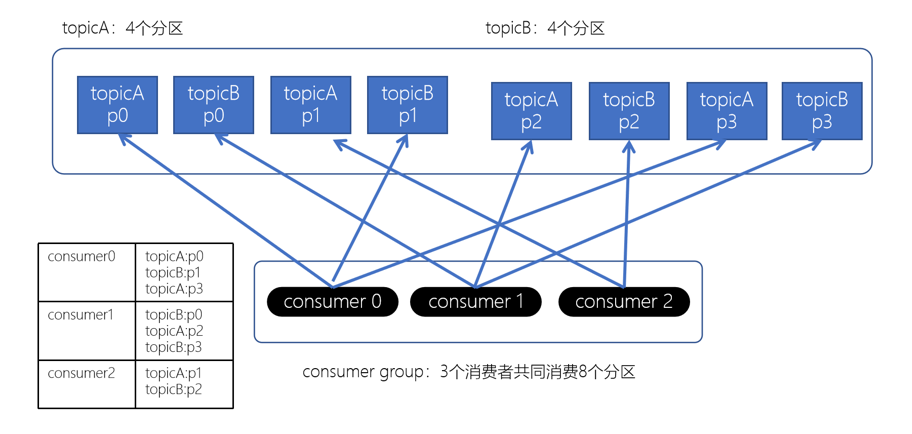 topicA：4个分区
topicB：4个分区
topicA
p0
topicB
p0
topicA
p1
topicB
p1
topicA
p2
topicB
p2
topicA
p3
topicB
p3
consumer0
topicA:p0
topicB:p1
topicA:p3
consumer1
topicB:p0
topicA:p2
topicB:p3
consumer2
topicA:p1
topicB:p2
consumer 0
consumer 1
consumer 2
consumer group：3个消费者共同消费8个分区